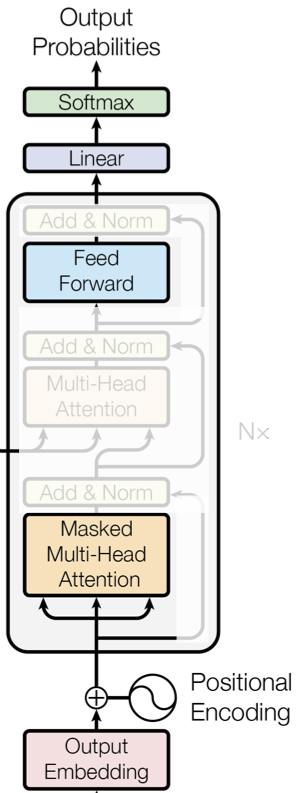 Output
Probabilities
Softmax
Linear
Add & Norm
Feed
Forward
Add & Norm
Multi-Head
Attention
N×
Add & Norm
Masked
Multi-Head
Attention
Positional
Encoding
Output
Embedding